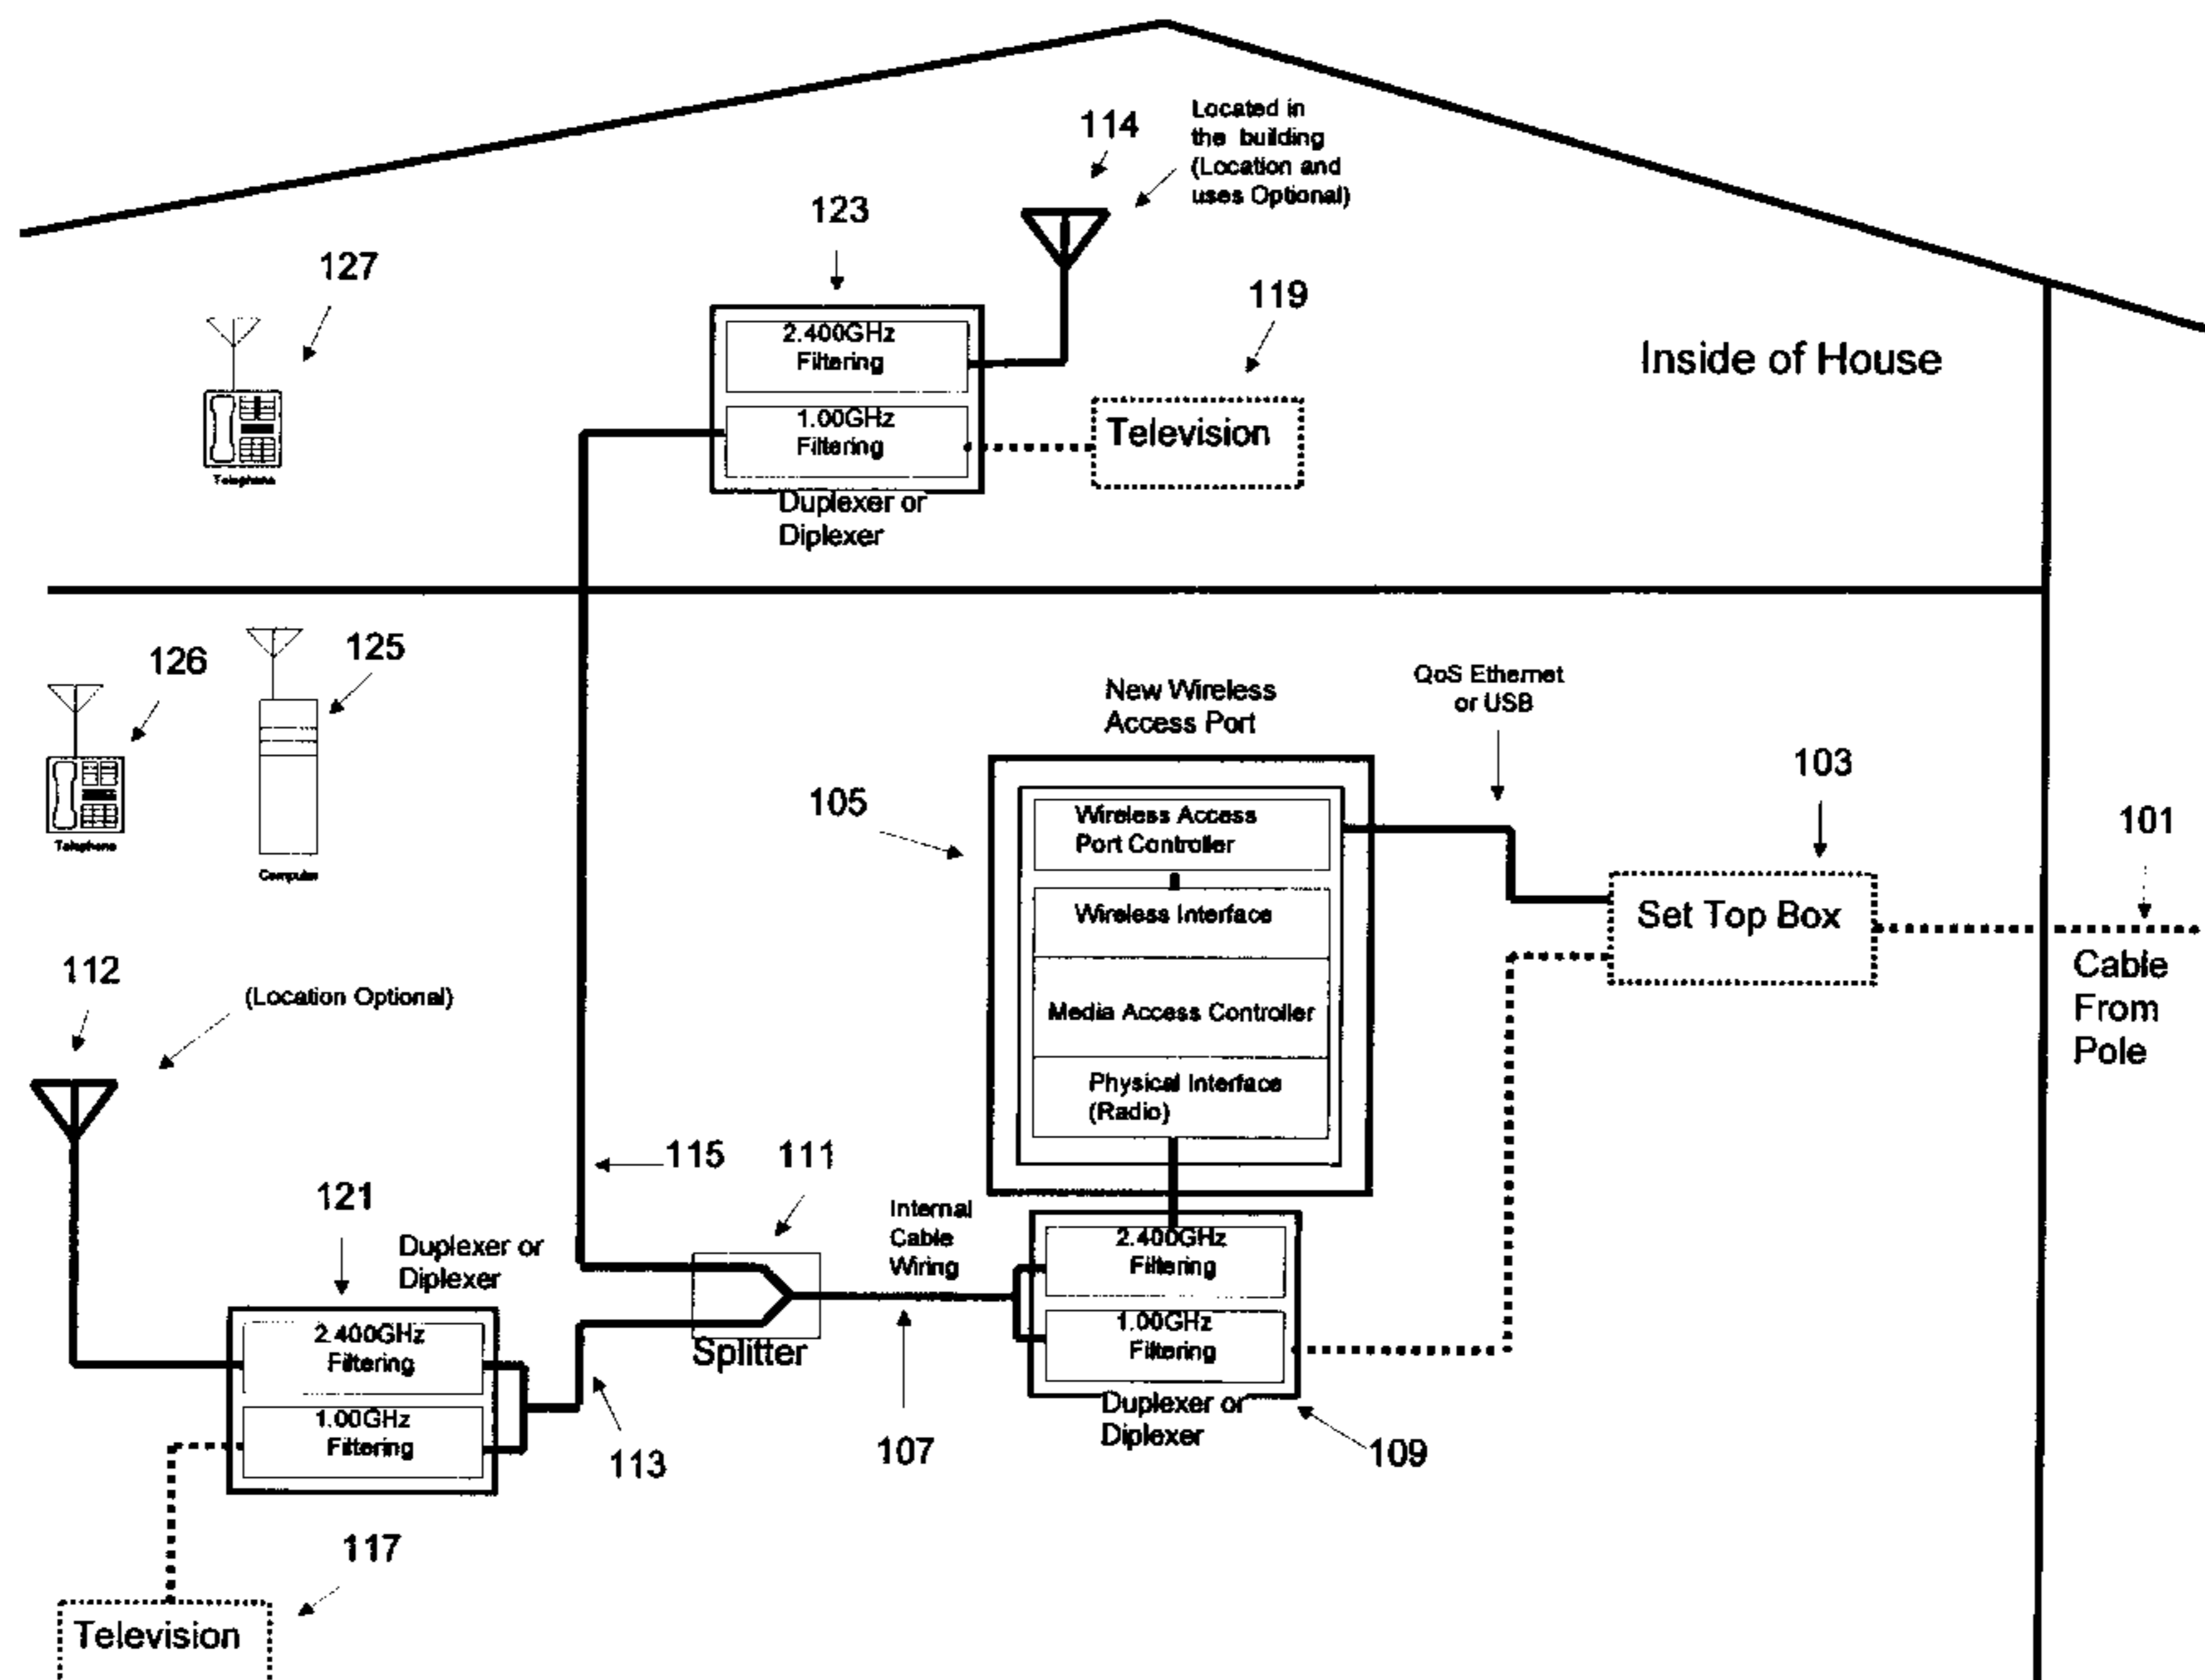 114
Located in
the building
(Location and
uses Optional)
123
127
119
2.400GHz
Filtering
1.00GHz
Filtering
Television
Inside of House
Telephone
Duplexer or
Diplexer
126
125
Telephone
Computer
New Wireless
Access Port
QoS Ethernet
or USB
103
105
Wireless Access
Port Controller
Wireless Interface
Media Access Controller
Physical Interface
(Radio)
Set Top Box
101
Cable
From
Pole
112
(Location Optional)
115
111
121
Duplexer or
Diplexer
Internal
Cable
Wiring
2.400GHz
Filtering
1.00GHz
Filtering
Splitter
2.400GHz
Filtering
1.00GHz
Filtering
Duplexer or
Diplexer
113
107
109
117
Television